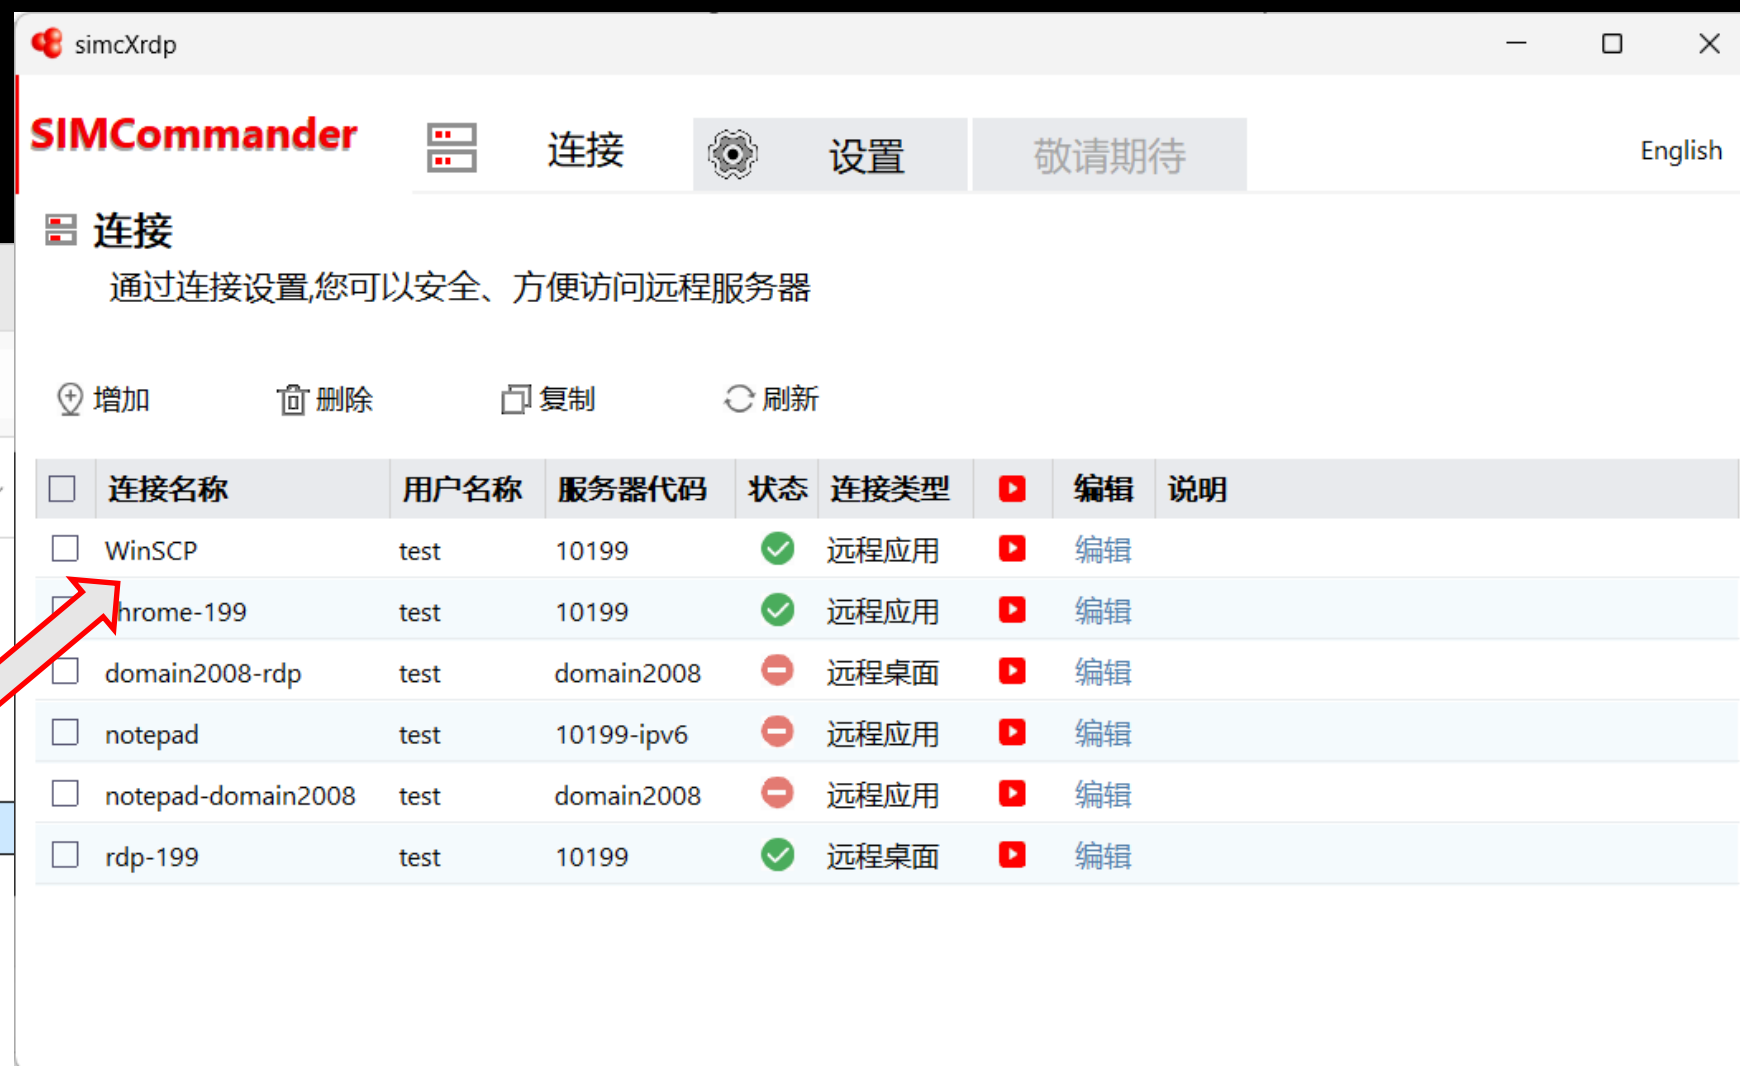 simcXrdp
SIMCommander 连接 设置 敬请期待 English
连接
通过连接设置,您可以安全、方便访问远程服务器
增加 删除 复制 刷新
连接名称 用户名称 服务器代码 状态 连接类型 编辑 说明
WinSCP test 10199 远程应用 编辑
hrome-199 test 10199 远程应用 编辑
domain2008-rdp test domain2008 远程桌面 编辑
notepad test 10199-ipv6 远程应用 编辑
notepad-domain2008 test domain2008 远程应用 编辑
rdp-199 test 10199 远程桌面 编辑